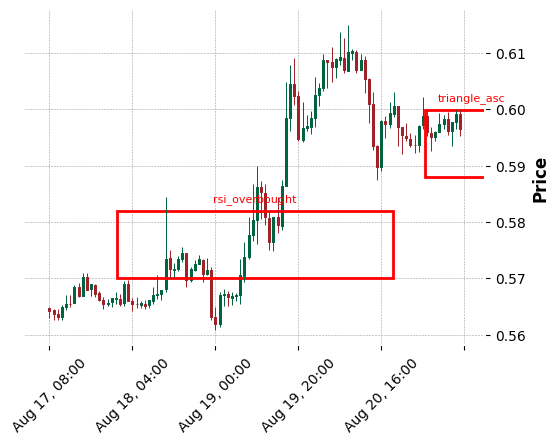 0.61
triangle_asc
0.60
0.59
rsi_overbought
0.58
0.57
0.56
Price
Aug 17, 08:00
Aug 18, 04:00
Aug 19, 00:00
Aug 19, 20:00
Aug 20, 16:00